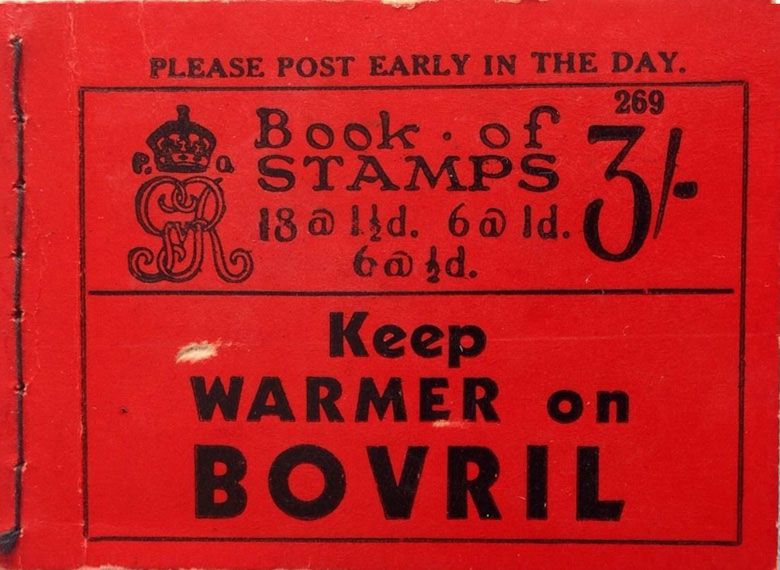 PLEASE POST EARLY IN THE DAY.
269
P. O.
GR
Book · of
STAMPS
3/-
18 @ 1½d. 6 @ 1d.
6 @ ½d.
Keep
WARMER on
BOVRIL